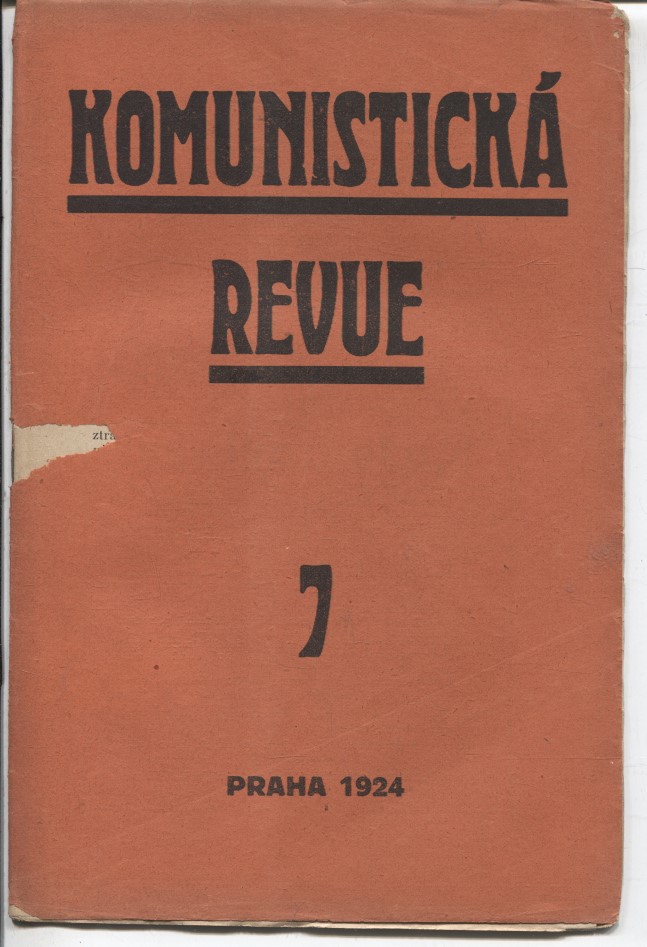 KOMUNISTICKÁ
REVUE
7
PRAHA 1924